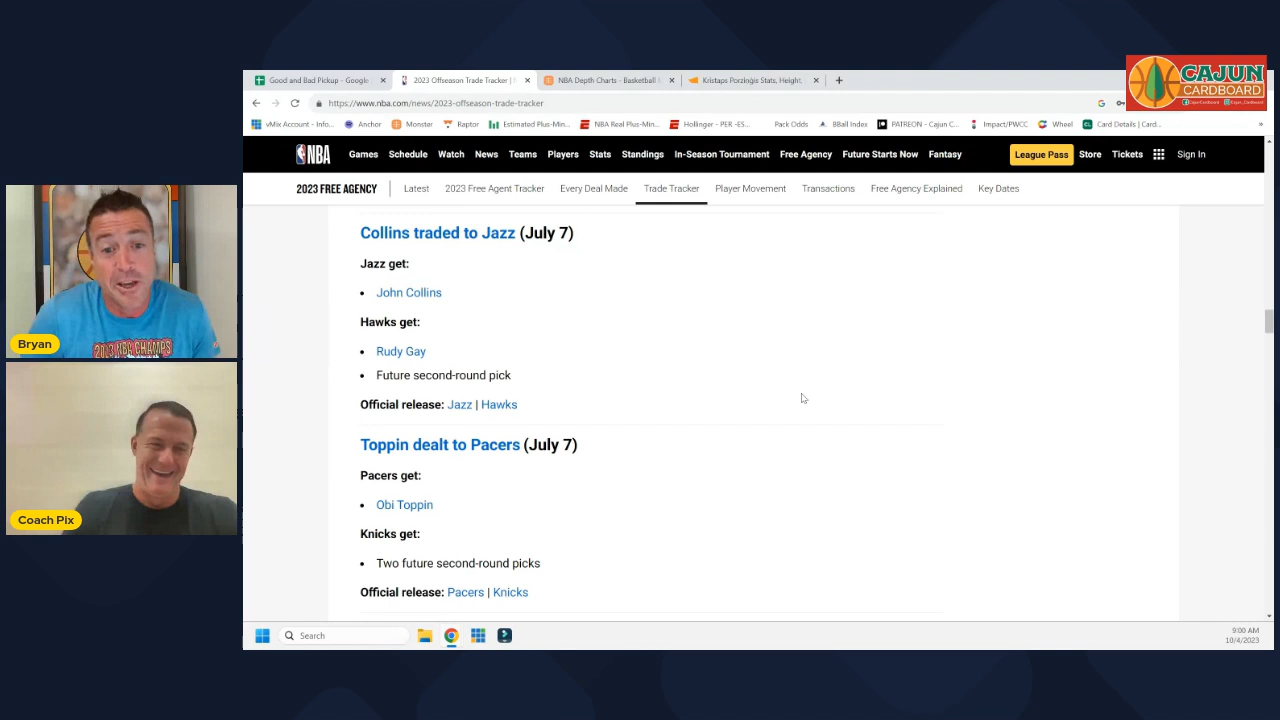 CAJUN
CARDBOARD
Good and Bad Pickup - Google
2023 Offseason Trade Tracker |
NBA Depth Charts - Basketball
Kristaps Porzingis Stats, Height,
https://www.nba.com/news/2023-offseason-trade-tracker
vMix Account - Info... Anchor Monster Raptor Estimated Plus-Min... NBA Real Plus-Min... Hollinger - PER -ES... Pack Odds BBall Index PATREON - Cajun C... Impact/PWCC Wheel Card Details | Card... »
NBA Games Schedule Watch News Teams Players Stats Standings In-Season Tournament Free Agency Future Starts Now Fantasy League Pass Store Tickets Sign In
2023 FREE AGENCY Latest 2023 Free Agent Tracker Every Deal Made Trade Tracker Player Movement Transactions Free Agency Explained Key Dates
Collins traded to Jazz (July 7)
Jazz get:
• John Collins
Hawks get:
• Rudy Gay
• Future second-round pick
Official release: Jazz | Hawks
Toppin dealt to Pacers (July 7)
Pacers get:
• Obi Toppin
Knicks get:
• Two future second-round picks
Official release: Pacers | Knicks
2023 NBA CHAMPS
Bryan
Coach Pix
Search
9:00 AM
10/4/2023